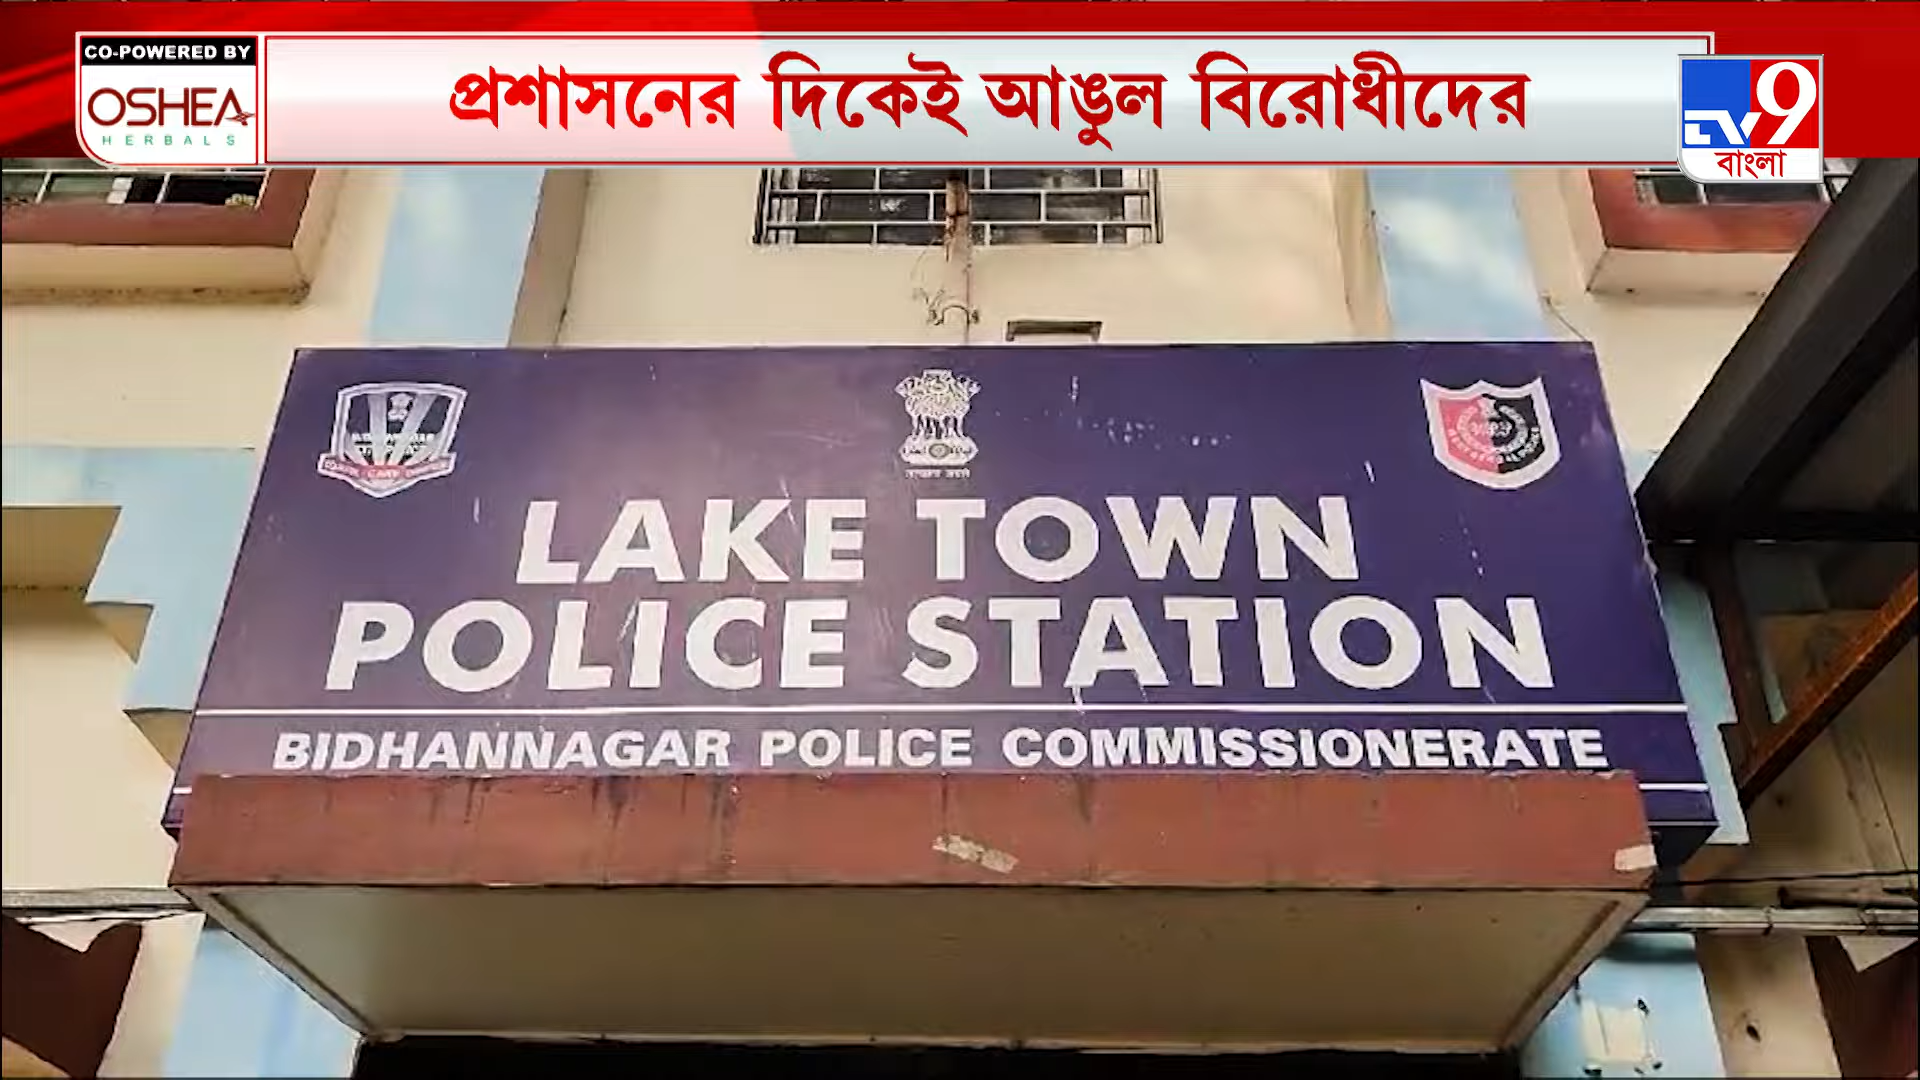 CO-POWERED BY
OSHEA
HERBALS
প্রশাসনের দিকেই আঙুল বিরোধীদের
TV9
বাংলা
LAKE TOWN
POLICE STATION
BIDHANNAGAR POLICE COMMISSIONERATE